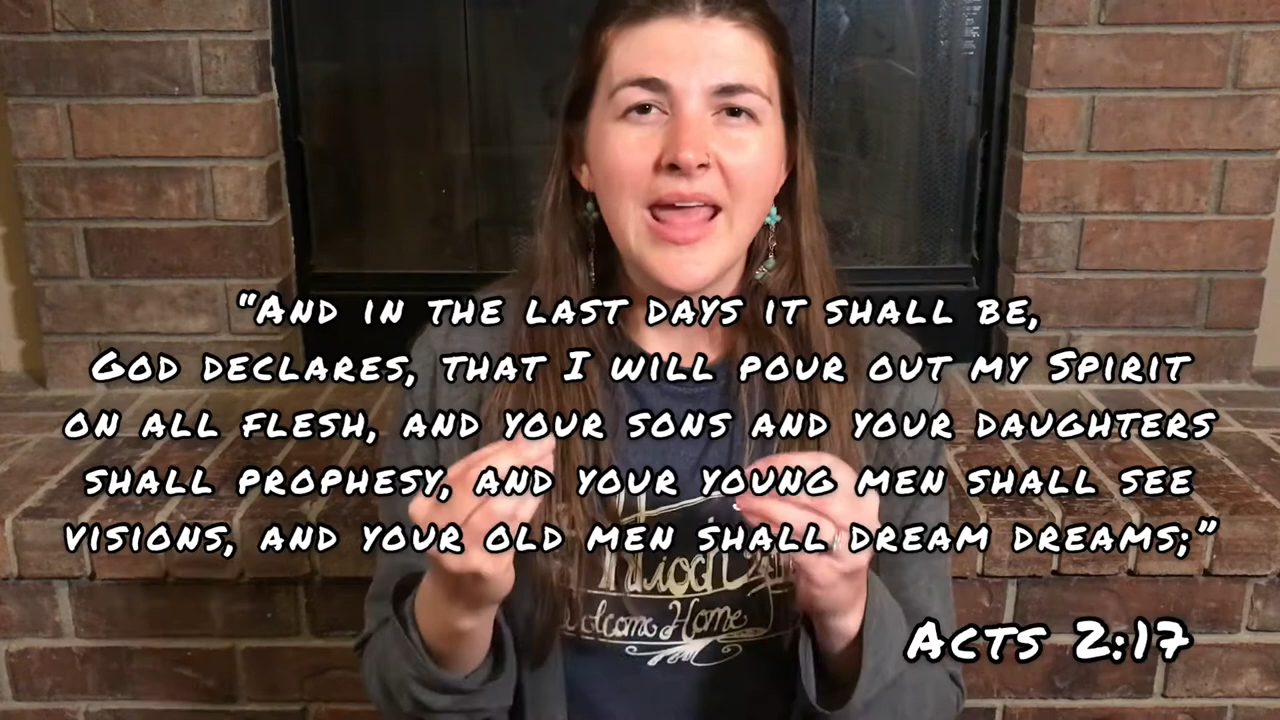 “And in the last days it shall be,
God declares, that I will pour out my Spirit
on all flesh, and your sons and your daughters
shall prophesy, and your young men shall see
visions, and your old men shall dream dreams;”
Home
Acts 2:17